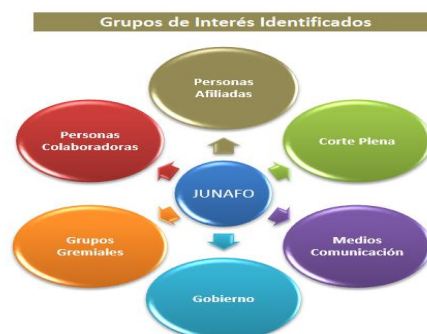 Grupos de Interés Identificados
Personas
Afiliadas
Personas
Colaboradoras
Corte Plena
JUNAFO
Grupos
Gremiales
Medios
Comunicación
Gobierno